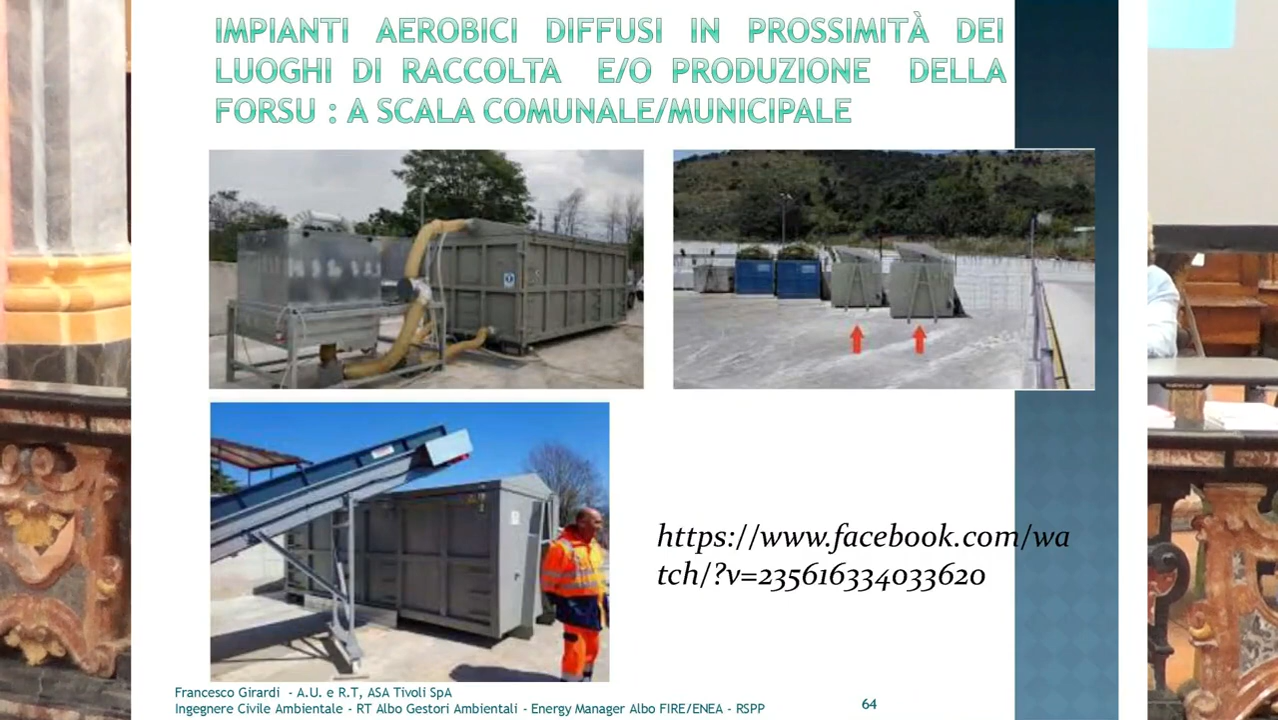 IMPIANTI AEROBICI DIFFUSI IN PROSSIMITÀ DEI
LUOGHI DI RACCOLTA E/O PRODUZIONE DELLA
FORSU : A SCALA COMUNALE/MUNICIPALE
https://www.facebook.com/wa
tch/?v=235616334033620
Francesco Girardi - A.U. e R.T, ASA Tivoli SpA
Ingegnere Civile Ambientale - RT Albo Gestori Ambientali - Energy Manager Albo FIRE/ENEA - RSPP
64